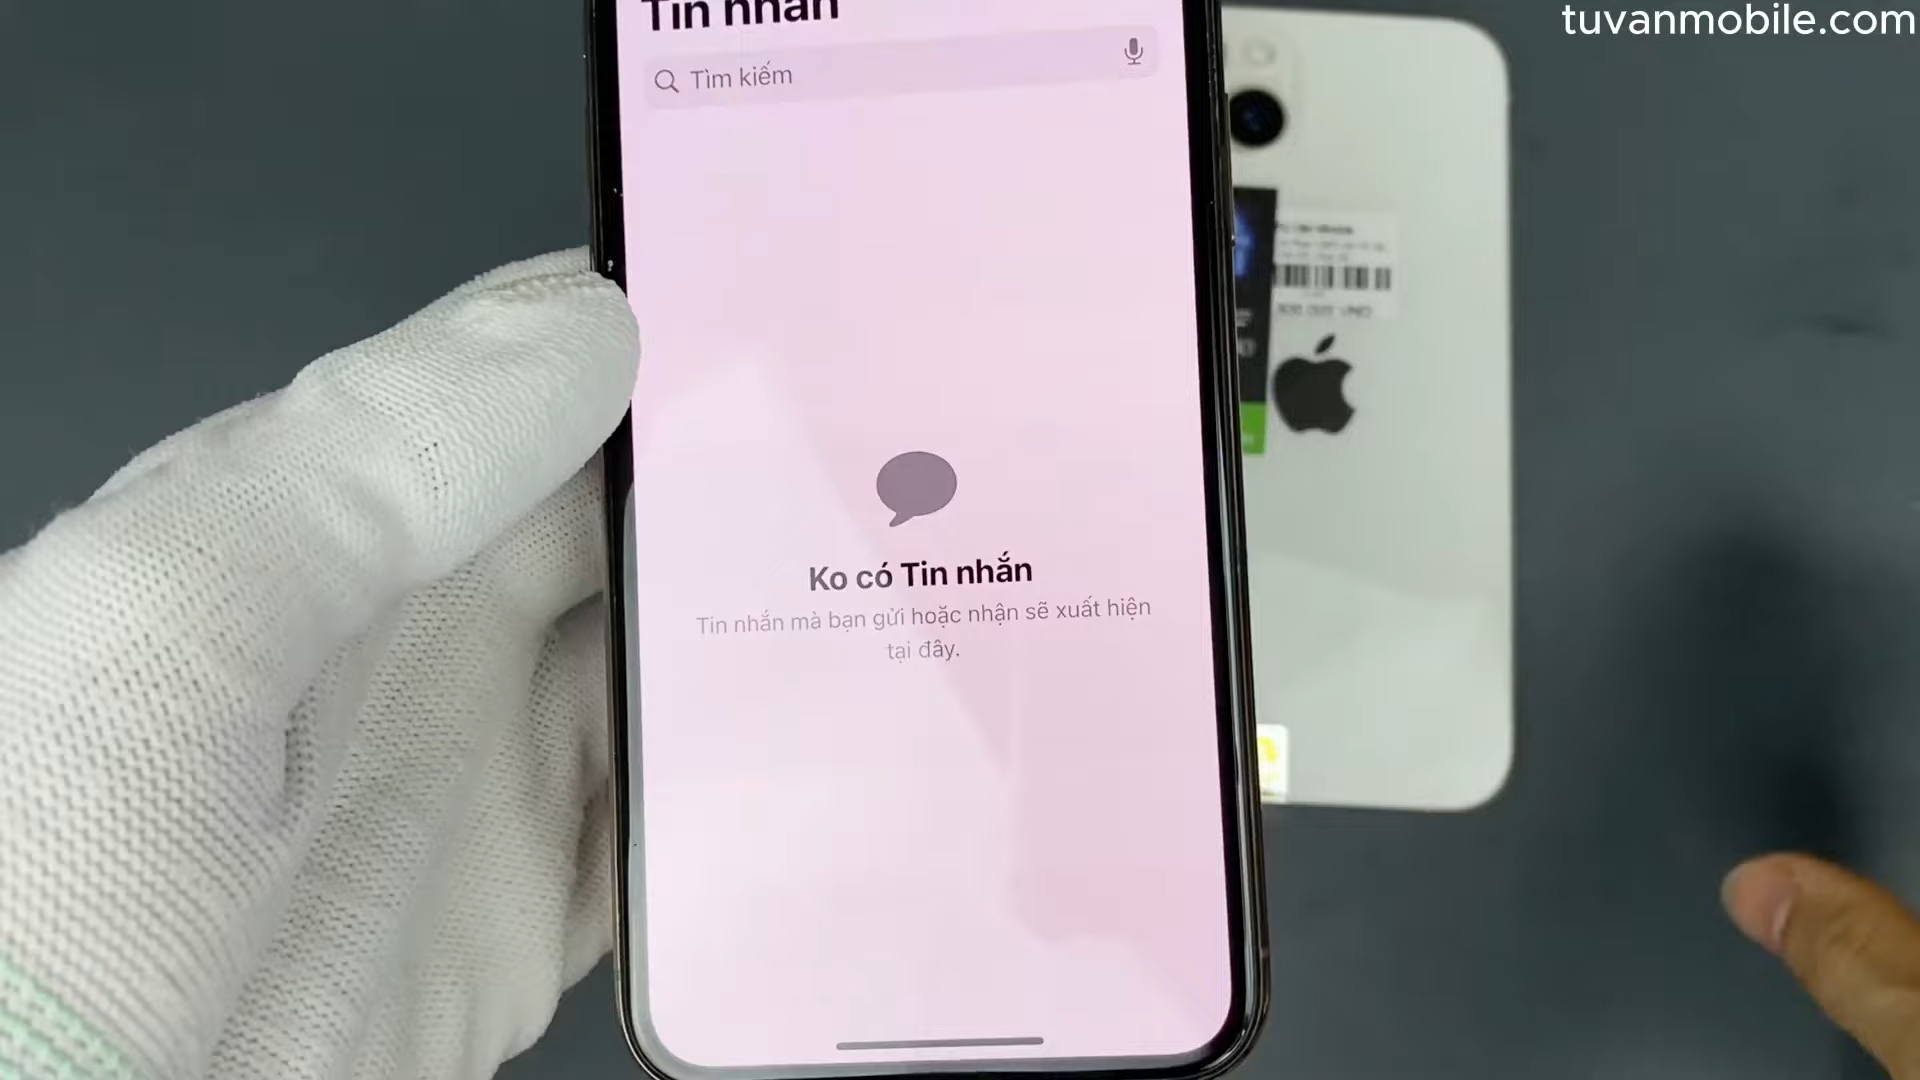 tuvanmobile.com
Tin nhắn
Tìm kiếm
Ko có Tin nhắn
Tin nhắn mà bạn gửi hoặc nhận sẽ xuất hiện
tại đây.